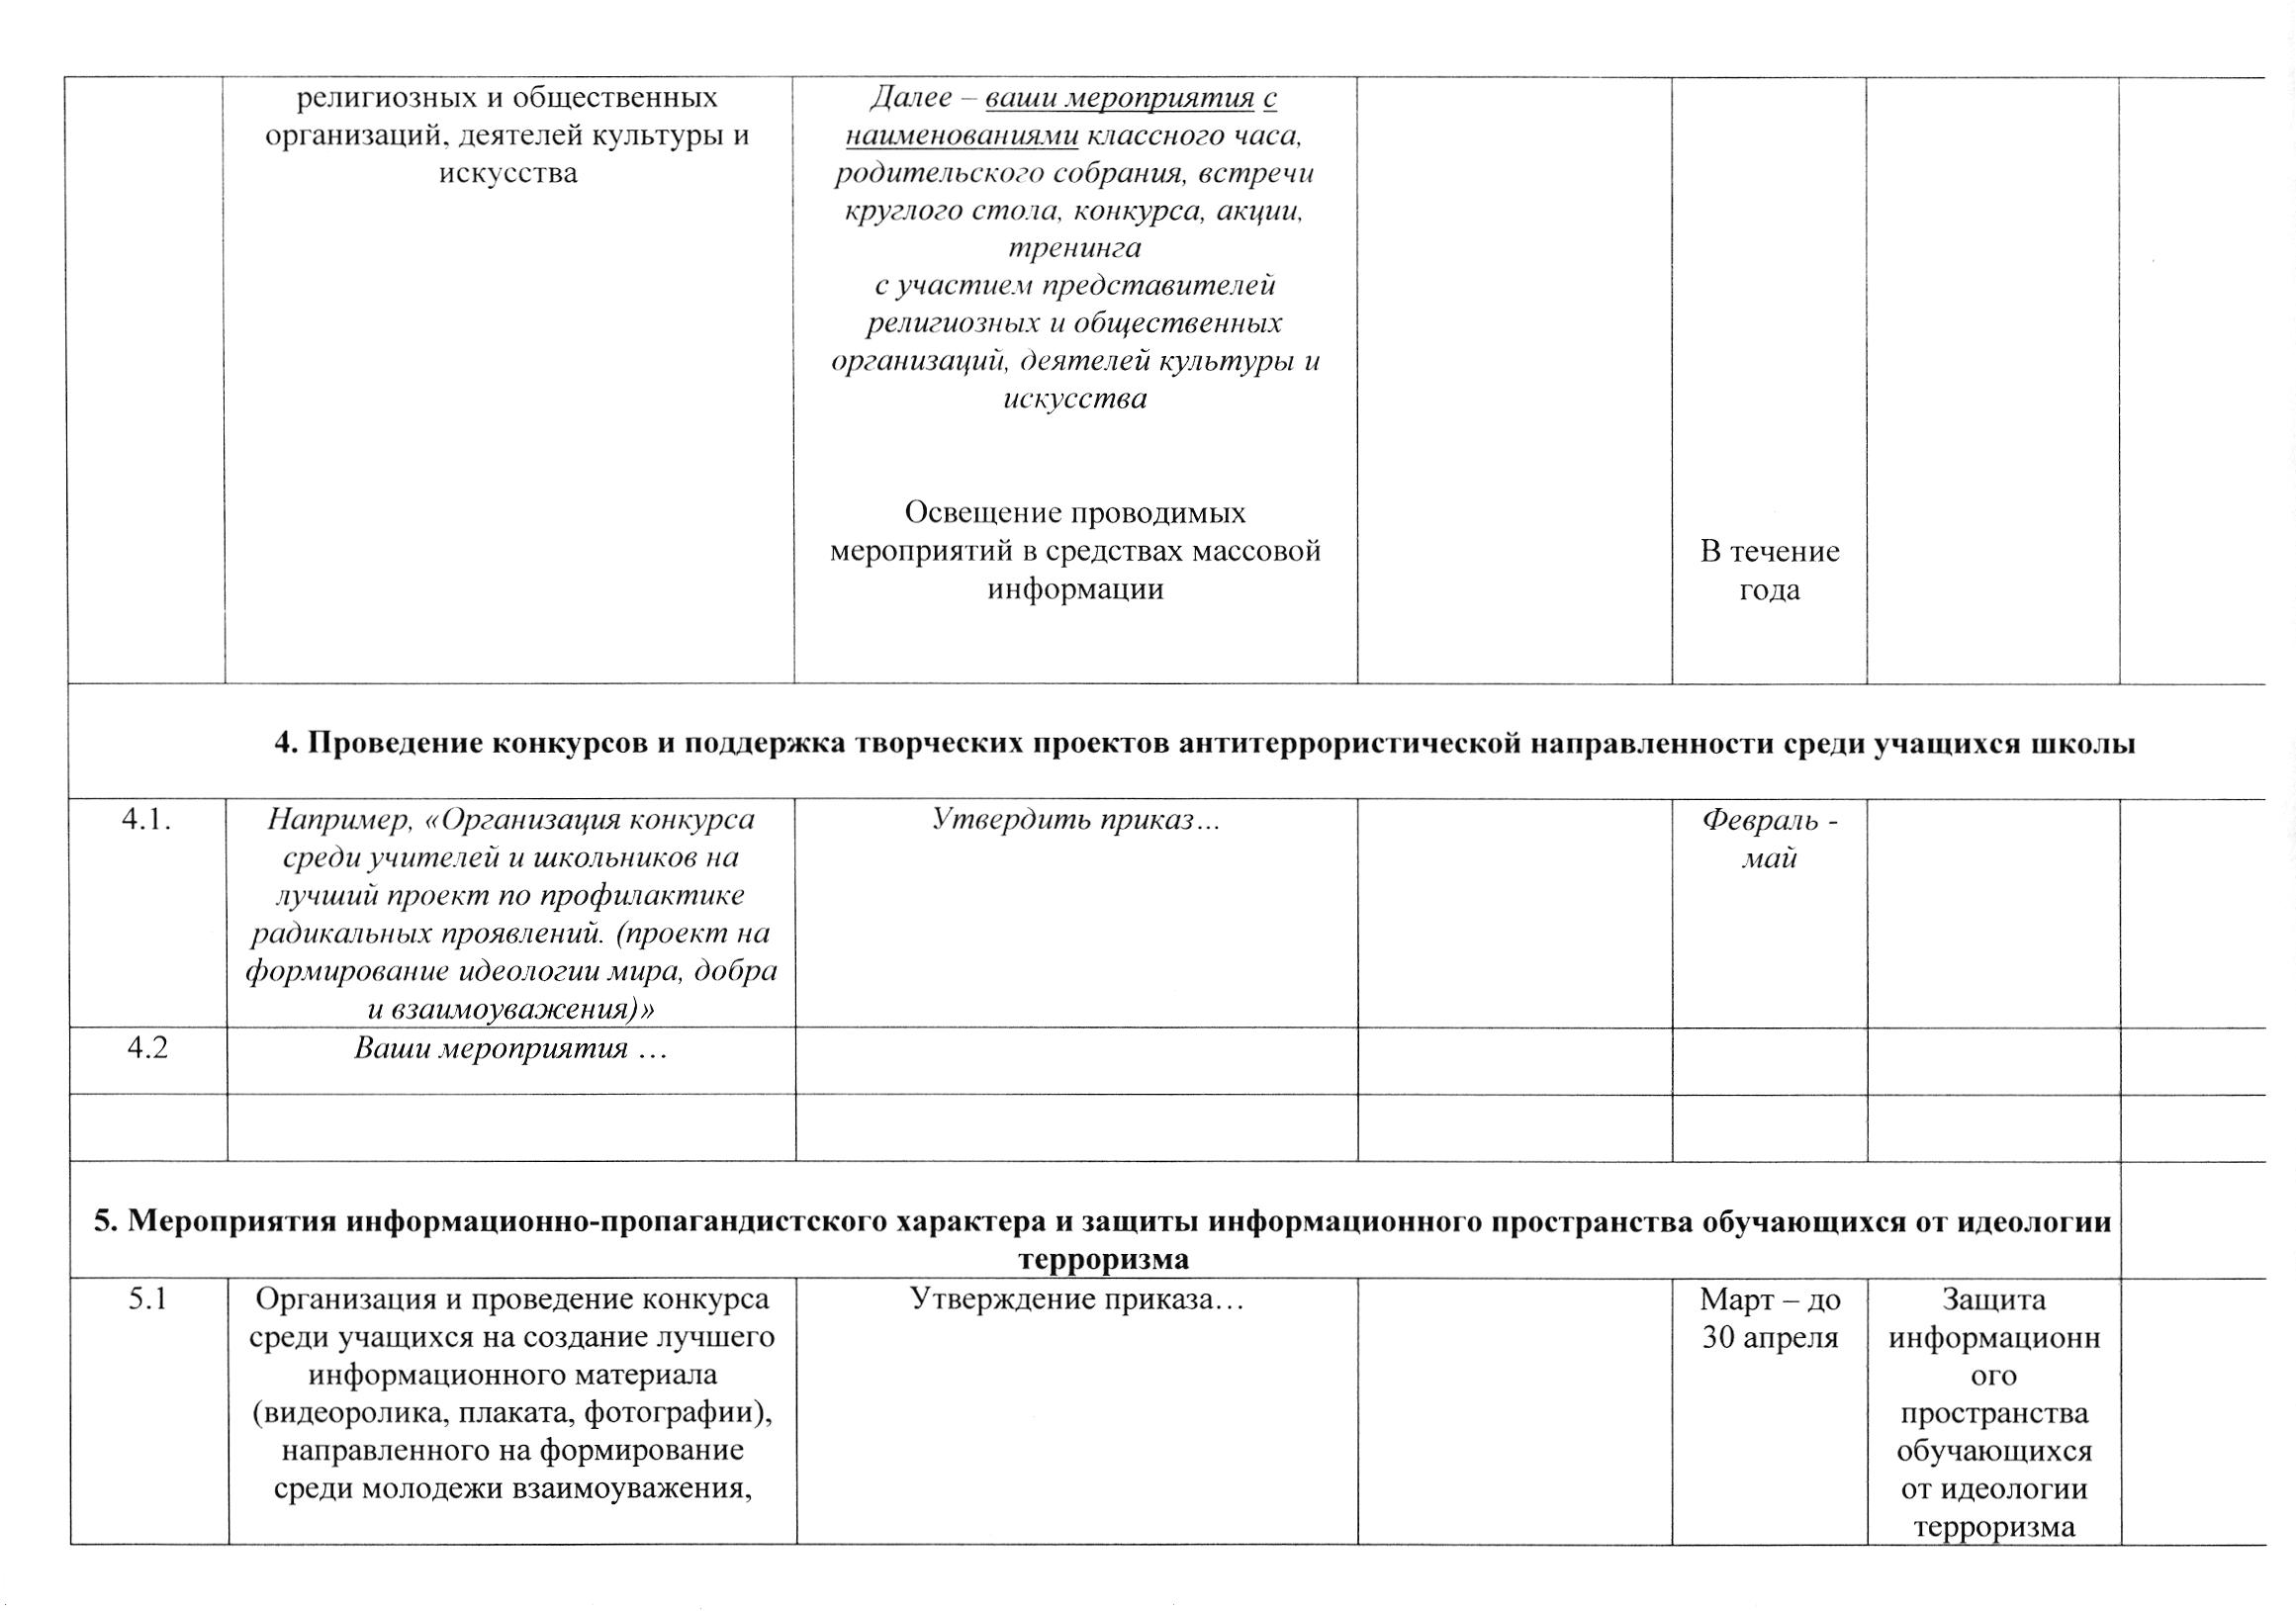 религиозных и общественных
организаций, деятелей культуры и
искусства
Далее – ваши мероприятия с
наименованиями классного часа,
родительского собрания, встречи
круглого стола, конкурса, акции,
тренинга
с участием представителей
религиозных и общественных
организаций, деятелей культуры и
искусства
Освещение проводимых
мероприятий в средствах массовой
информации
В течение
года
4. Проведение конкурсов и поддержка творческих проектов антитеррористической направленности среди учащихся школы
4.1.
Например, «Организация конкурса
среди учителей и школьников на
лучший проект по профилактике
радикальных проявлений. (проект на
формирование идеологии мира, добра
и взаимоуважения)»
Утвердить приказ…
Февраль -
май
4.2
Ваши мероприятия …
5. Мероприятия информационно-пропагандистского характера и защиты информационного пространства обучающихся от идеологии
терроризма
5.1
Организация и проведение конкурса
среди учащихся на создание лучшего
информационного материала
(видеоролика, плаката, фотографии),
направленного на формирование
среди молодежи взаимоуважения,
Утверждение приказа…
Март – до
30 апреля
Защита
информационн
ого
пространства
обучающихся
от идеологии
терроризма